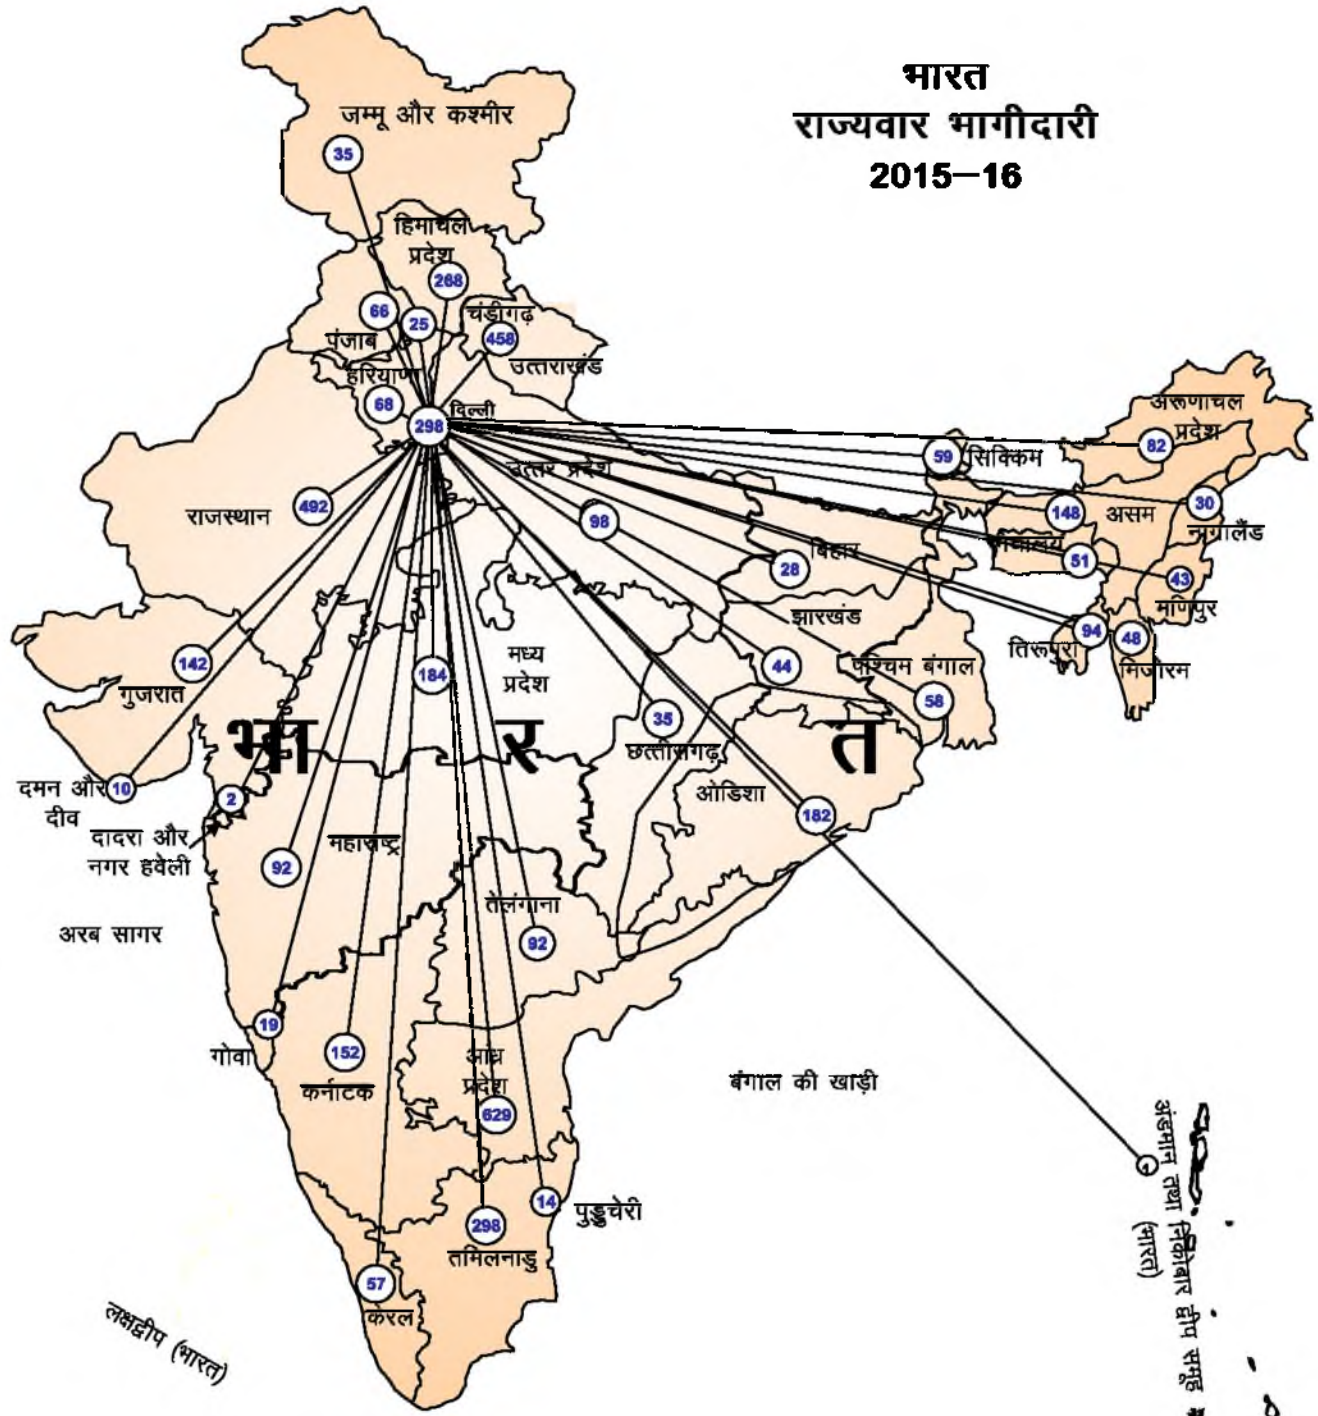 भारत
राज्यवार भागीदारी
2015–16
जम्मू और कश्मीर
35
हिमाचल
प्रदेश
268
66
25
चंडीगढ़
458
पंजाब
उत्तराखंड
हरियाणा
68
दिल्ली
298
अरूणाचल
प्रदेश
82
59
सिक्किम
उत्तर प्रदेश
98
राजस्थान
492
148
असम
30
नागालैंड
51
43
मणिपुर
बिहार
28
झारखंड
94
48
तिरूपुरा
मिजोरम
142
गुजरात
184
मध्य
प्रदेश
44
पश्चिम बंगाल
58
35
छत्तीसगढ़
भा र त
ओडिशा
182
दमन और
दीव
10
2
दादरा और
नगर हवेली
92
महाराष्ट्र
तेलंगाना
92
अरब सागर
19
गोवा
152
कर्नाटक
आंध्र
प्रदेश
629
बंगाल की खाड़ी
14
पुड्डुचेरी
298
तमिलनाडु
57
केरल
लक्षद्वीप (भारत)
अंडमान तथा निकोबार द्वीप समूह
(भारत)